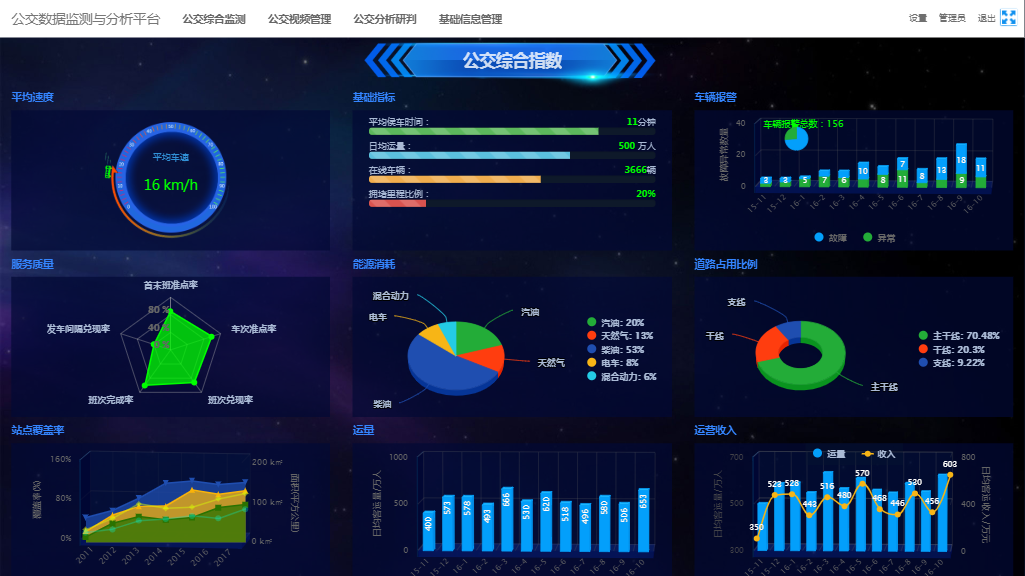 公交数据监测与分析平台 公交综合监测 公交视频管理 公交分析研判 基础信息管理 设置 管理员 退出
公交综合指数
平均速度
平均车速
16 km/h
基础指标
平均候车时间： 11分钟
日均运量： 500 万人
在线车辆： 3666辆
拥堵里程比例： 20%
车辆报警
车辆报警总数：156
故障异常数量
40
20
0
3 3 5 7 6 10 8 7 11 8 13 18 9 11
15-11 15-12 16-1 16-2 16-3 16-4 16-5 16-6 16-7 16-8 16-9 16-10
故障 异常
服务质量
首末班准点率
80 %
40 %
0 %
发车间隔兑现率 车次准点率
班次完成率 班次兑现率
能源消耗
混合动力
电车
汽油
天然气
柴油
汽油: 20%
天然气: 13%
柴油: 53%
电车: 8%
混合动力: 6%
道路占用比例
支线
干线
主干线
主干线: 70.48%
干线: 20.3%
支线: 9.22%
站点覆盖率
160%
80%
0%
覆盖率(%)
200 km²
100 km²
0 km²
面积(平方公里)
2011 2012 2013 2014 2015 2016 2017
运量
日均客运量/万人
1000
500
0
400 573 578 493 666 530 620 518 496 580 506 653
15-11 15-12 16-1 16-2 16-3 16-4 16-5 16-6 16-7 16-8 16-9 16-10
运营收入
运量 收入
日均客运量/万人
700
500
300
350 523 528 443 516 480 570 468 446 530 456 603
800
400
0
日均客运收入/万元
15-11 15-12 16-1 16-2 16-3 16-4 16-5 16-6 16-7 16-8 16-9 16-10